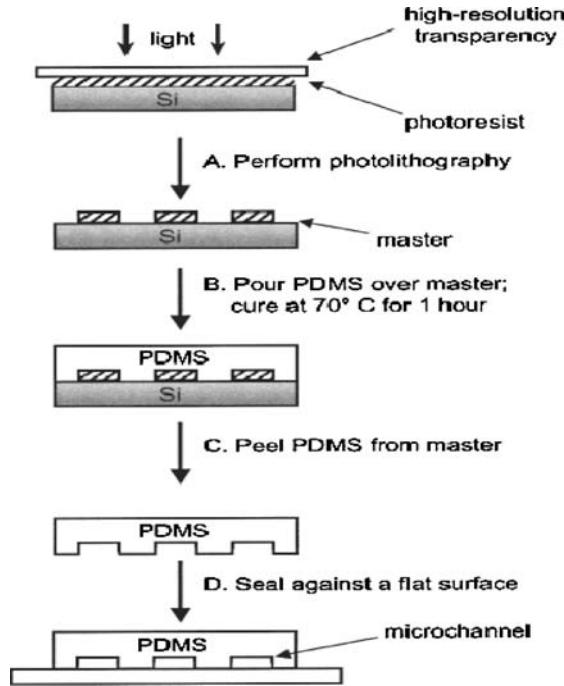 high-resolution
transparency
light
Si
photoresist
A. Perform photolithography
Si
master
B. Pour PDMS over master;
cure at 70° C for 1 hour
PDMS
Si
C. Peel PDMS from master
PDMS
D. Seal against a flat surface
PDMS
microchannel